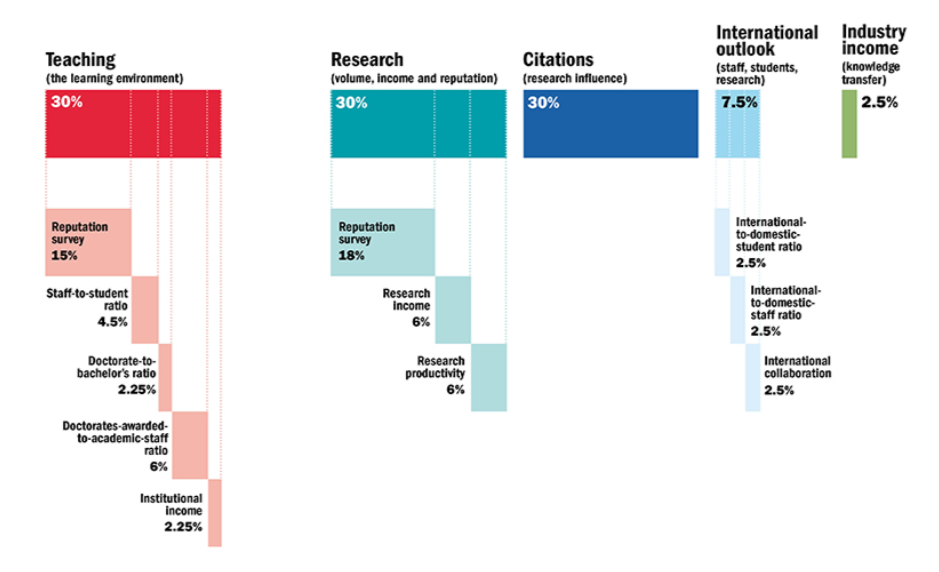 Teaching
(the learning environment)
30%
Reputation
survey
15%
Staff-to-student
ratio
4.5%
Doctorate-to-
bachelor's ratio
2.25%
Doctorates-awarded-
to-academic-staff
ratio
6%
Institutional
income
2.25%
Research
(volume, income and reputation)
30%
Reputation
survey
18%
Research
income
6%
Research
productivity
6%
Citations
(research influence)
30%
International
outlook
(staff, students,
research)
7.5%
International-
to-domestic-
student ratio
2.5%
International-
to-domestic-
staff ratio
2.5%
International
collaboration
2.5%
Industry
income
(knowledge
transfer)
2.5%